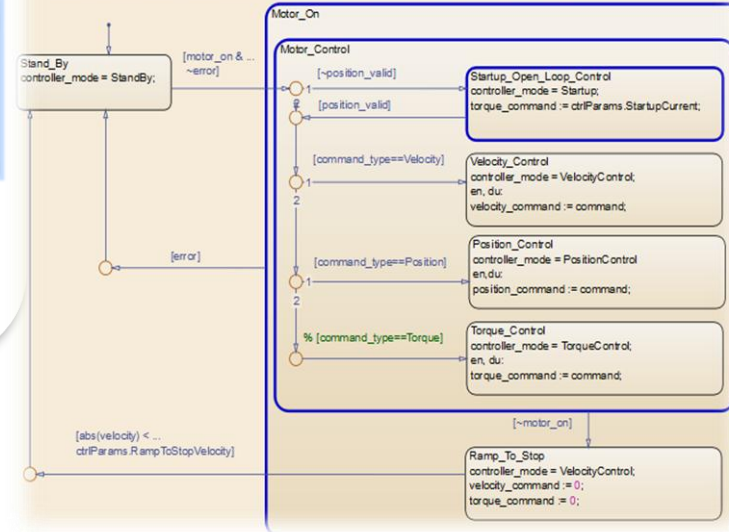 Motor_On
Motor_Control
Stand_By
controller_mode = StandBy;
[motor_on & ...
~error]
1
[~position_valid]
2
[position_valid]
Startup_Open_Loop_Control
controller_mode = Startup;
torque_command := ctrlParams.StartupCurrent;
[command_type==Velocity]
1
2
Velocity_Control
controller_mode = VelocityControl;
en, du:
velocity_command := command;
[error]
[command_type==Position]
1
2
Position_Control
controller_mode = PositionControl
en,du:
position_command := command;
% [command_type==Torque]
Torque_Control
controller_mode = TorqueControl;
en, du:
torque_command := command;
[~motor_on]
[abs(velocity) < ...
ctrlParams.RampToStopVelocity]
Ramp_To_Stop
controller_mode = VelocityControl;
velocity_command := 0;
torque_command := 0;